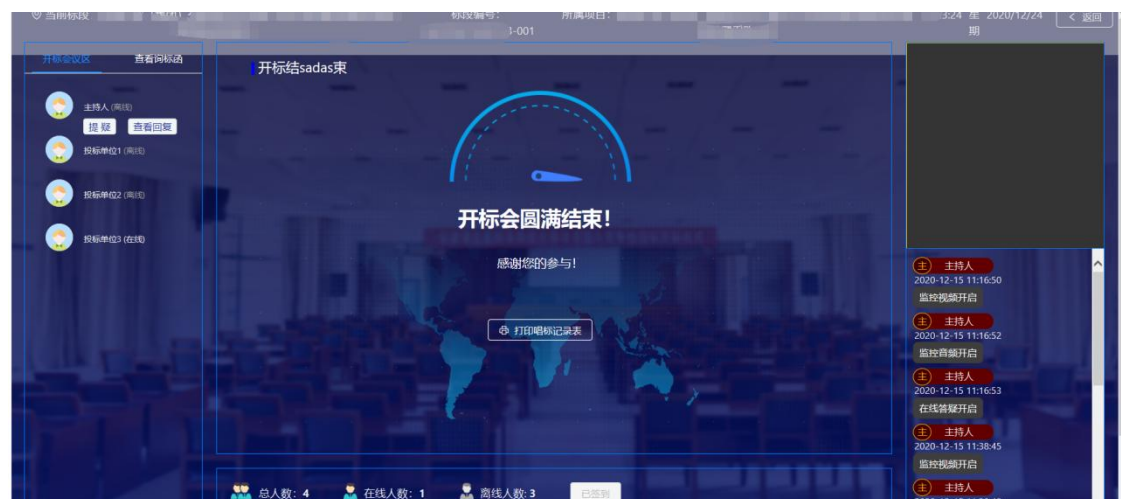 当前标段
标段编号: 所属项目:
-001
3:24 星期 2020/12/24
< 返回
开标会议区 查看词标函
主持人 (离线)
提 疑 查看回复
投标单位1 (离线)
投标单位2 (离线)
投标单位3 (在线)
开标结sadas束
开标会圆满结束!
感谢您的参与!
打印唱标记录表
总人数: 4 在线人数: 1 离线人数: 3 已签到
主 主持人
2020-12-15 11:16:50
监控视频开启
主 主持人
2020-12-15 11:16:52
监控音频开启
主 主持人
2020-12-15 11:16:53
在线答疑开启
主 主持人
2020-12-15 11:38:45
监控视频开启
主 主持人